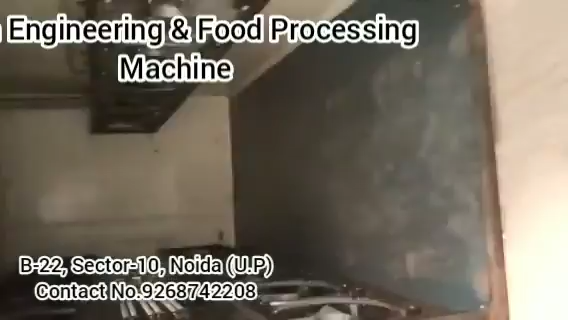 Engineering & Food Processing
Machine
B-22, Sector-10, Noida (U.P)
Contact No.9268742208